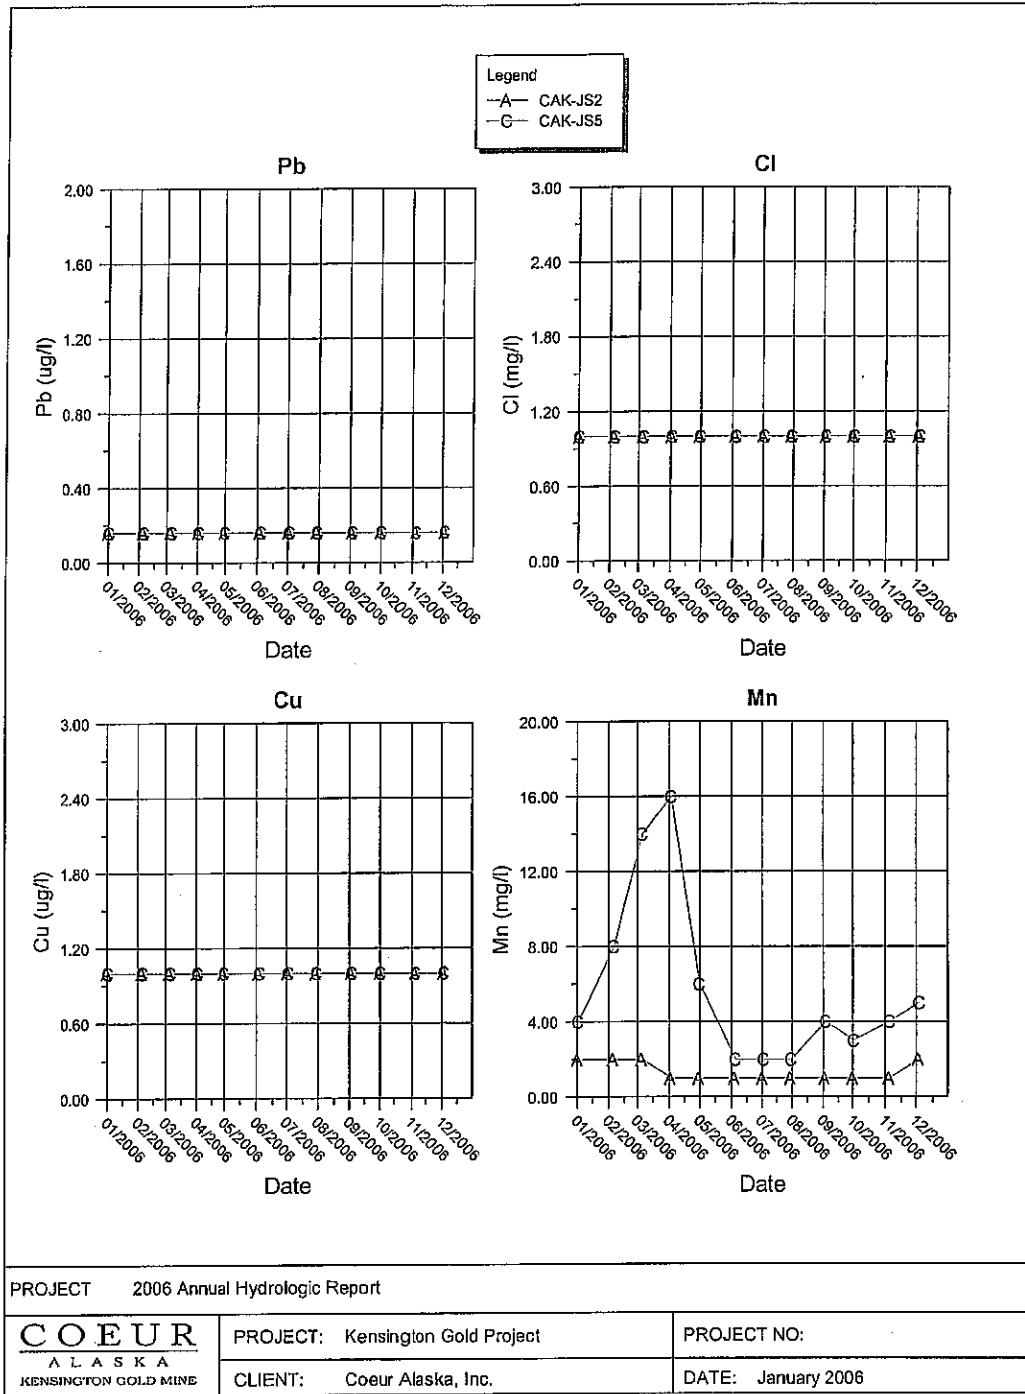 Legend
A CAK-JS2
C CAK-JS5
Pb
2.00
1.60
1.20
0.80
0.40
0.00
Pb (ug/l)
01/2006 02/2006 03/2006 04/2006 05/2006 06/2006 07/2006 08/2006 09/2006 10/2006 11/2006 12/2006
Date
Cl
3.00
2.40
1.80
1.20
0.60
0.00
Cl (mg/l)
01/2006 02/2006 03/2006 04/2006 05/2006 06/2006 07/2006 08/2006 09/2006 10/2006 11/2006 12/2006
Date
Cu
3.00
2.40
1.80
1.20
0.60
0.00
Cu (ug/l)
01/2006 02/2006 03/2006 04/2006 05/2006 06/2006 07/2006 08/2006 09/2006 10/2006 11/2006 12/2006
Date
Mn
20.00
16.00
12.00
8.00
4.00
0.00
Mn (mg/l)
01/2006 02/2006 03/2006 04/2006 05/2006 06/2006 07/2006 08/2006 09/2006 10/2006 11/2006 12/2006
Date
PROJECT 2006 Annual Hydrologic Report
COEUR
ALASKA
KENSINGTON GOLD MINE
PROJECT: Kensington Gold Project
PROJECT NO:
CLIENT: Coeur Alaska, Inc.
DATE: January 2006